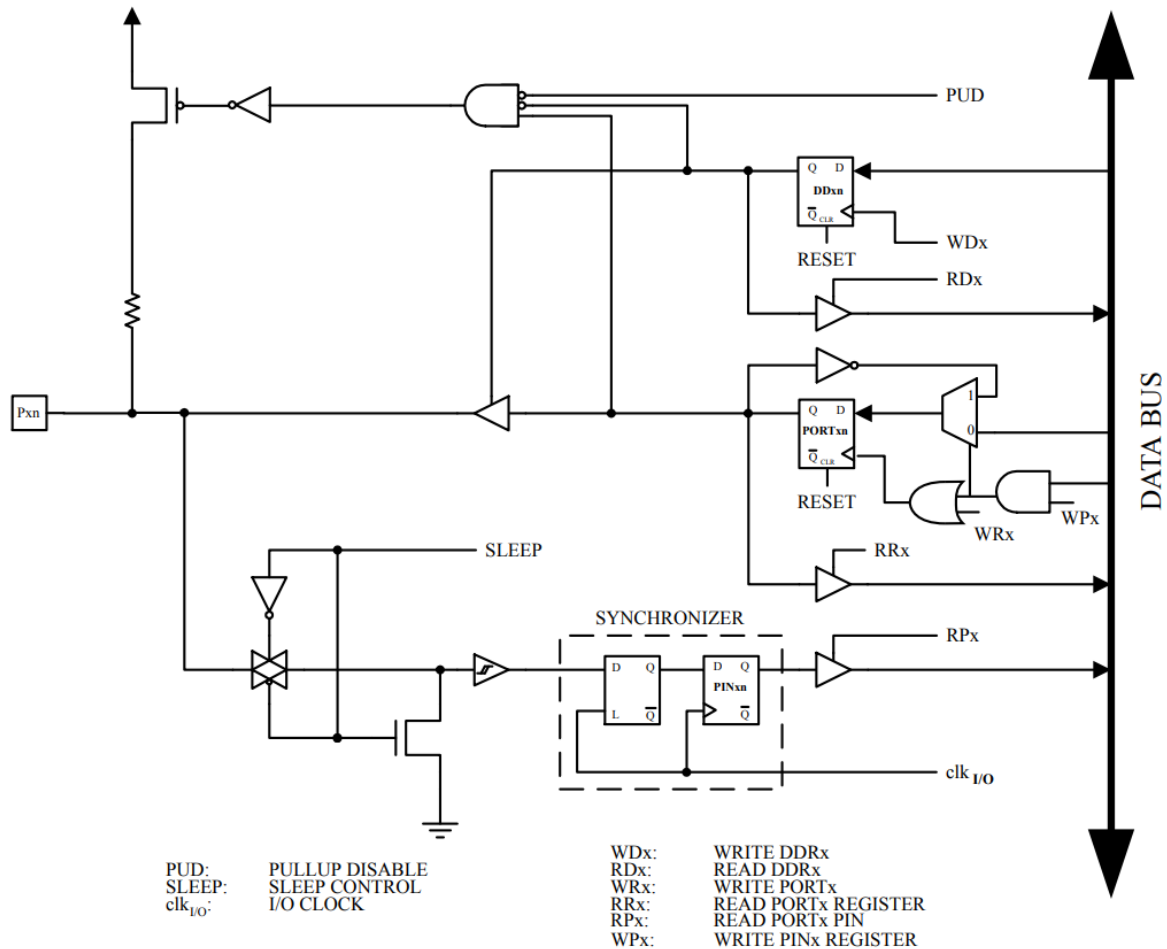 PUD
Q D
DDxn
Q CLR
WDx
RESET
RDx
Pxn
1
Q D
PORTxn
0
Q CLR
RESET
WRx
WPx
DATA BUS
SLEEP
RRx
SYNCHRONIZER
RPx
D Q
D Q
PINxn
L Q
Q
clk I/O
PUD: PULLUP DISABLE
SLEEP: SLEEP CONTROL
clkI/O: I/O CLOCK
WDx: WRITE DDRx
RDx: READ DDRx
WRx: WRITE PORTx
RRx: READ PORTx REGISTER
RPx: READ PORTx PIN
WPx: WRITE PINx REGISTER